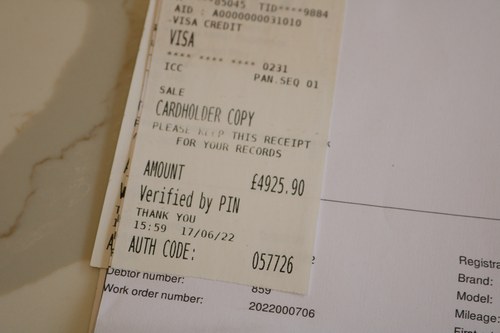 85045 TID****9884
AID : A0000000031010
VISA CREDIT
VISA
**** **** **** 0231
ICC PAN.SEQ 01
SALE
CARDHOLDER COPY
PLEASE KEEP THIS RECEIPT
FOR YOUR RECORDS
AMOUNT £4925.90
Verified by PIN
THANK YOU
15:59 17/06/22
AUTH CODE: 057726
Debtor number: 859
Work order number: 2022000706
Registra
Brand:
Model:
Mileage: